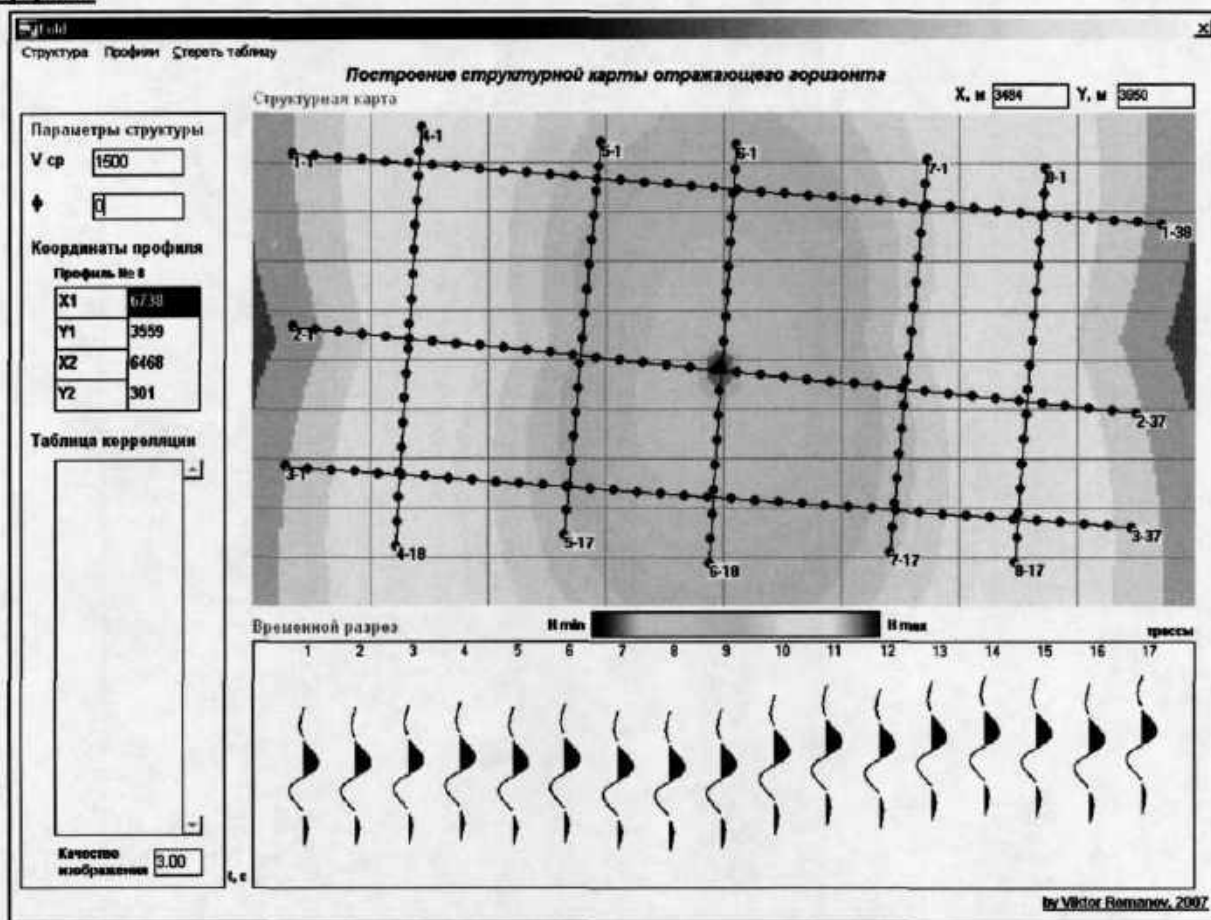 Fold
Структура Профили Стереть таблицу
Построение структурной карты отражающего горизонта
Структурная карта
X, м 3484 Y, м 3950
Параметры структуры
V ср 1500
ф 0
Координаты профиля
Профиль № 8
X1 6738
Y1 3559
X2 6468
Y2 301
Таблица корреляции
Качество изображения 3.00
1-1
4-1
5-1
6-1
7-1
8-1
1-38
2-1
2-37
3-1
3-37
4-18
5-17
6-18
7-17
8-17
Временной разрез
H min
H max
трассы
1 2 3 4 5 6 7 8 9 10 11 12 13 14 15 16 17
t, с
by Viktor Romanov, 2007